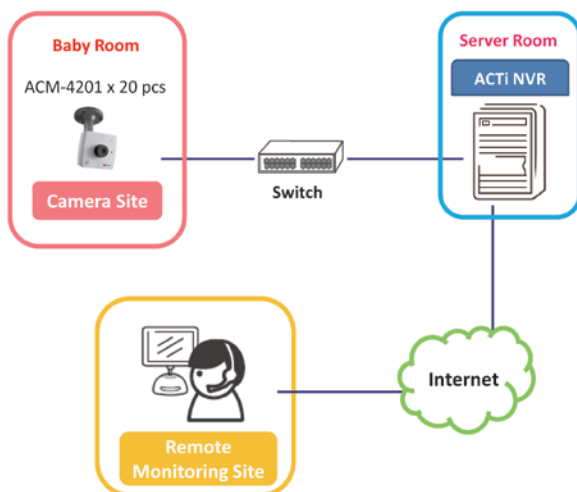 Baby Room
ACM-4201 x 20 pcs
Camera Site
Switch
Server Room
ACTi NVR
Internet
Remote
Monitoring Site